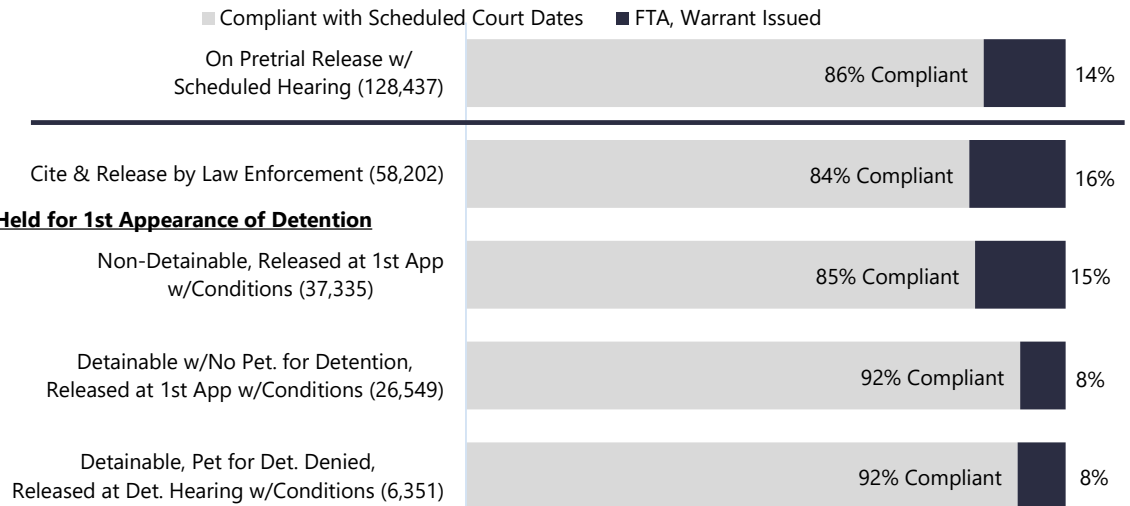 Compliant with Scheduled Court Dates FTA, Warrant Issued
On Pretrial Release w/
Scheduled Hearing (128,437)
86% Compliant 14%
Cite & Release by Law Enforcement (58,202)
84% Compliant 16%
Held for 1st Appearance of Detention
Non-Detainable, Released at 1st App
w/Conditions (37,335)
85% Compliant 15%
Detainable w/No Pet. for Detention,
Released at 1st App w/Conditions (26,549)
92% Compliant 8%
Detainable, Pet for Det. Denied,
Released at Det. Hearing w/Conditions (6,351)
92% Compliant 8%